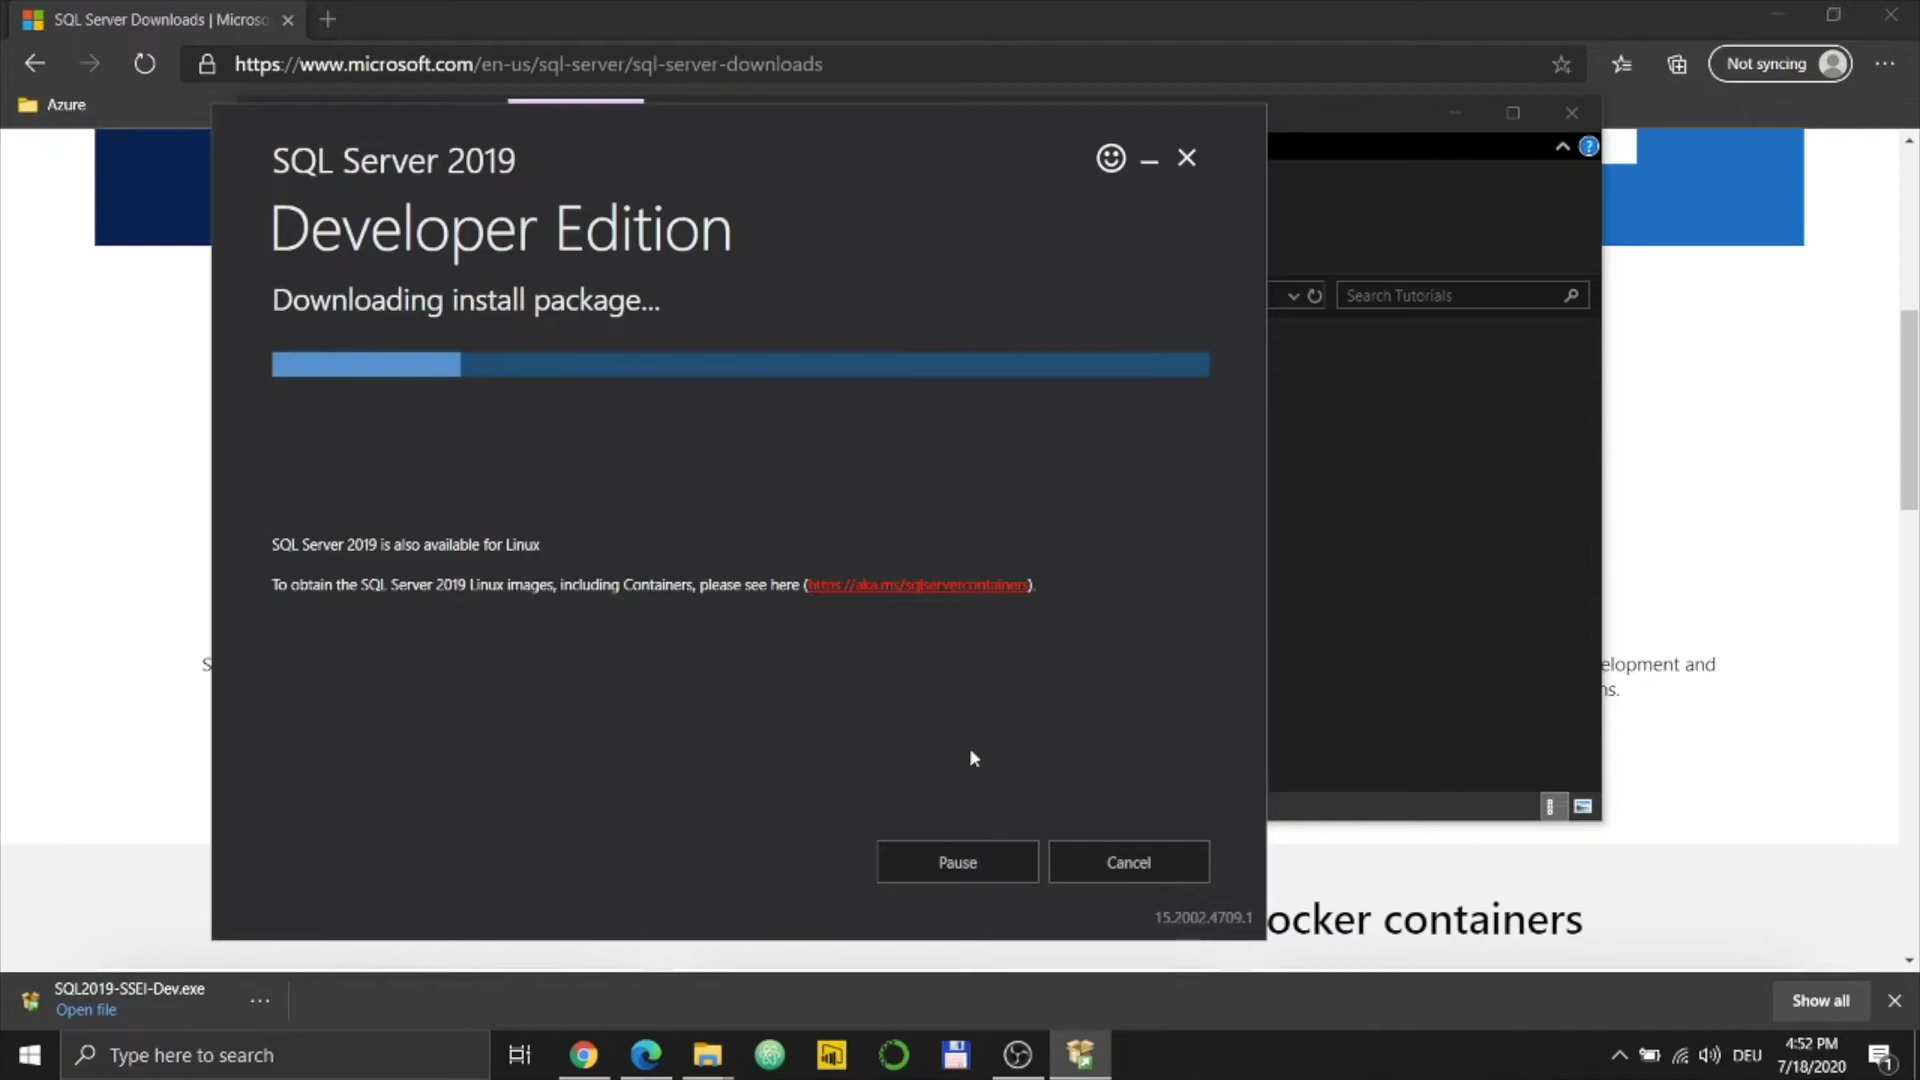 SQL Server Downloads | Microso
https://www.microsoft.com/en-us/sql-server/sql-server-downloads
Not syncing
Azure
SQL Server 2019
Developer Edition
Downloading install package...
Search Tutorials
SQL Server 2019 is also available for Linux
To obtain the SQL Server 2019 Linux images, including Containers, please see here (https://aka.ms/sqlservercontainers).
S
elopment and
ns.
Pause
Cancel
15.2002.4709.1
ocker containers
SQL2019-SSEI-Dev.exe
Open file
Show all
Type here to search
DEU
4:52 PM
7/18/2020
1